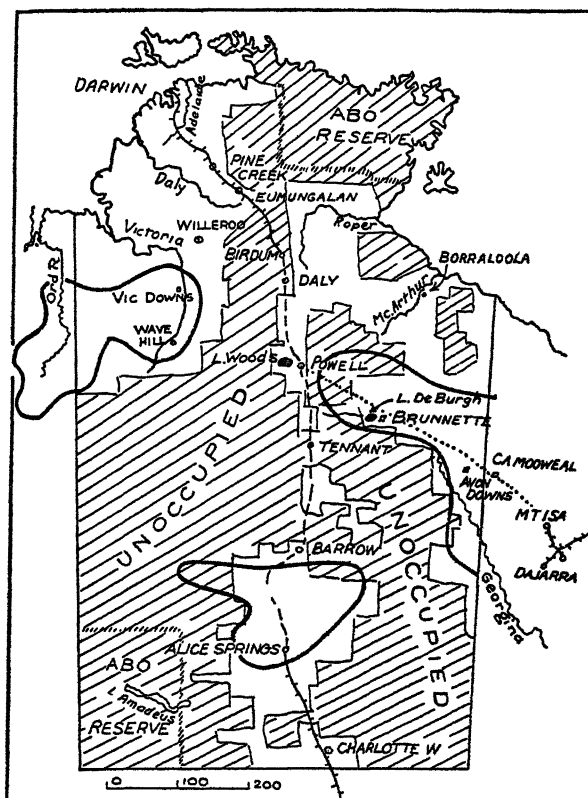 DARWIN
Adelaide
ABO
RESERVE
PINE
CREEK
EUMUNGALAN
Daly
Roper
Victoria
WILLEROO
BIRDUM
BORRALOOLA
Ord R.
VIC DOWNS
DALY
McArthur
WAVE
HILL
L. WOODS
POWELL
L. DeBurgh
BRUNNETTE
TENNANT
CAMOOWEAL
AVON
DOWNS
MT ISA
DAJARRA
UNOCCUPIED
UNOCCUPIED
BARROW
Georgina
ALICE SPRINGS
ABO
L. Amadeus
RESERVE
CHARLOTTE W
0 100 200